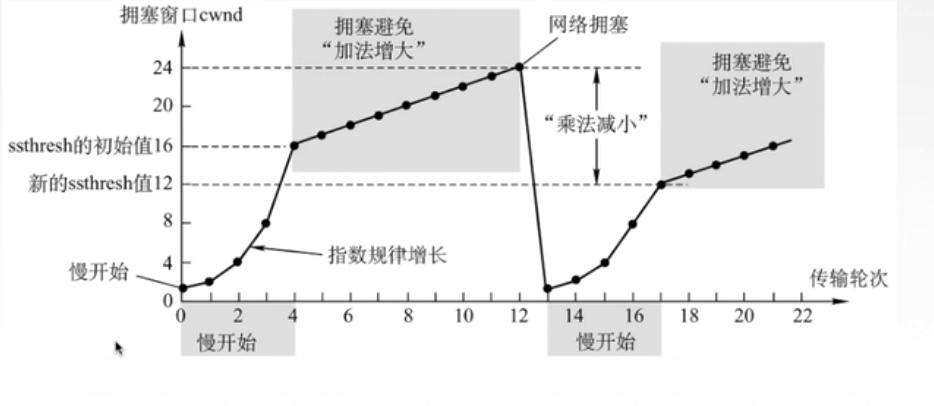 拥塞窗口cwnd
拥塞避免
“加法增大”
网络拥塞
拥塞避免
“加法增大”
24
20
“乘法减小”
ssthresh的初始值16
新的ssthresh值12
8
指数规律增长
4
慢开始
传输轮次
0
0 2 4 6 8 10 12 14 16 18 20 22
慢开始
慢开始